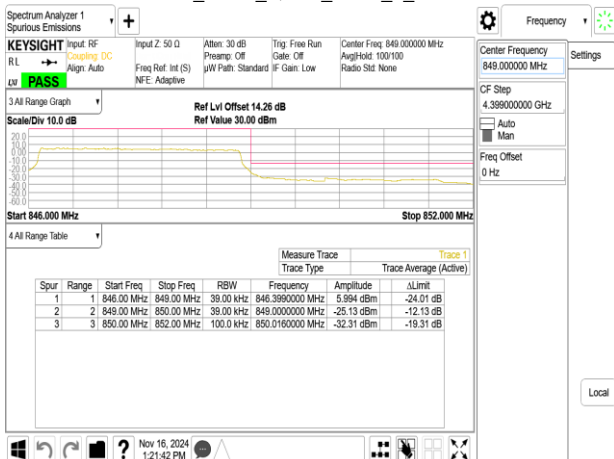 Spectrum Analyzer 1
Spurious Emissions
Frequency
KEYSIGHT Input: RF Input Z: 50 Ω Atten: 30 dB Trig: Free Run Center Freq: 849.000000 MHz
RL Coupling: DC Preamp: Off Gate: Off Avg|Hold: 100/100
Align: Auto Freq Ref: Int (S) µW Path: Standard IF Gain: Low Radio Std: None
PASS NFE: Adaptive
Center Frequency
849.000000 MHz
Settings
CF Step
4.399000000 GHz
Auto
Man
Freq Offset
0 Hz
3 All Range Graph
Ref Lvl Offset 14.26 dB
Scale/Div 10.0 dB Ref Value 30.00 dBm
20.0
10.0
0.00
-10.0
-20.0
-30.0
-40.0
-50.0
-60.0
Start 846.000 MHz Stop 852.000 MHz
4 All Range Table
Measure Trace Trace 1
Trace Type Trace Average (Active)
Spur Range Start Freq Stop Freq RBW Frequency Amplitude ΔLimit
1 1 846.00 MHz 849.00 MHz 39.00 kHz 846.3990000 MHz 5.994 dBm -24.01 dB
2 2 849.00 MHz 850.00 MHz 39.00 kHz 849.0000000 MHz -25.13 dBm -12.13 dB
3 3 850.00 MHz 852.00 MHz 100.0 kHz 850.0160000 MHz -32.31 dBm -19.31 dB
Local
Nov 16, 2024
1:21:42 PM